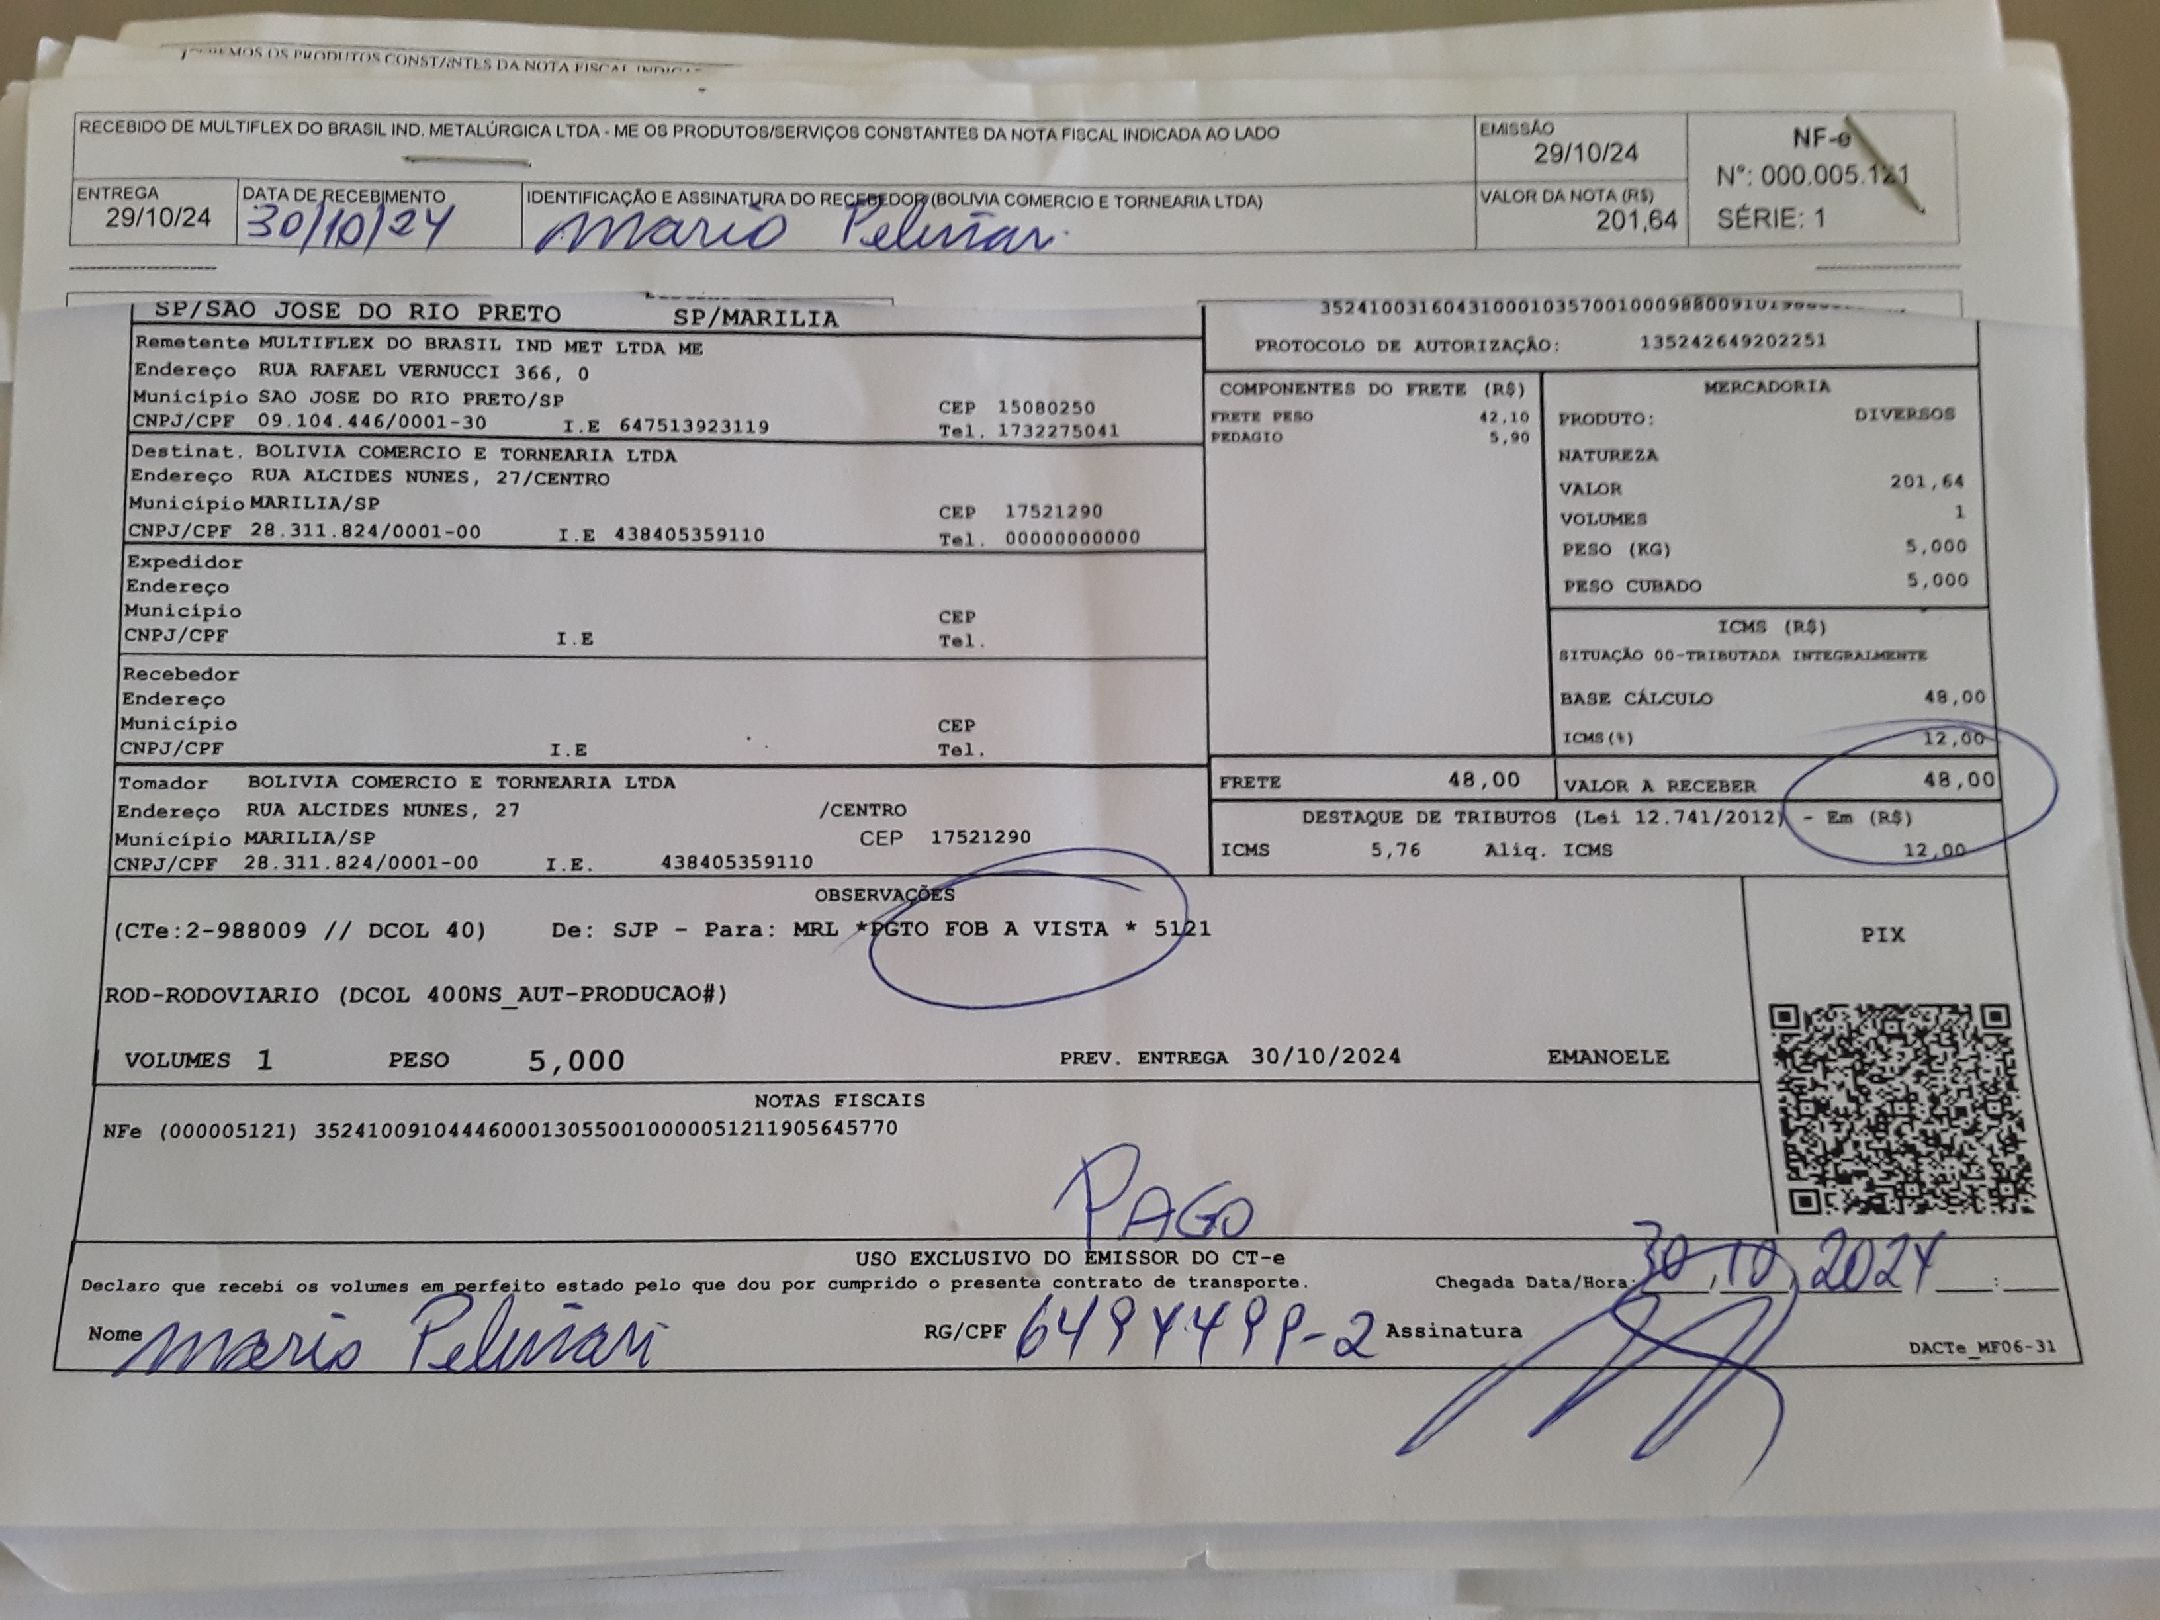 OS PRODUTOS CONSTANTES DA NOTA FISCAL
RECEBIDO DE MULTIFLEX DO BRASIL IND. METALÚRGICA LTDA - ME OS PRODUTOS/SERVIÇOS CONSTANTES DA NOTA FISCAL INDICADA AO LADO
EMISSÃO
29/10/24
NF-e
N°: 000.005.121
SÉRIE: 1
ENTREGA
29/10/24
DATA DE RECEBIMENTO
30/10/24
IDENTIFICAÇÃO E ASSINATURA DO RECEBEDOR (BOLIVIA COMERCIO E TORNEARIA LTDA)
Mario
VALOR DA NOTA (R$)
201,64
SP/SAO JOSE DO RIO PRETO SP/MARILIA
Remetente MULTIFLEX DO BRASIL IND MET LTDA ME
Endereço RUA RAFAEL VERNUCCI 366, 0
Município SAO JOSE DO RIO PRETO/SP CEP 15080250
CNPJ/CPF 09.104.446/0001-30 I.E 647513923119 Tel. 1732275041
Destinat. BOLIVIA COMERCIO E TORNEARIA LTDA
Endereço RUA ALCIDES NUNES, 27/CENTRO
Município MARILIA/SP CEP 17521290
CNPJ/CPF 28.311.824/0001-00 I.E 438405359110 Tel. 00000000000
Expedidor
Endereço
Município CEP
CNPJ/CPF I.E Tel.
Recebedor
Endereço
Município CEP
CNPJ/CPF I.E Tel.
Tomador BOLIVIA COMERCIO E TORNEARIA LTDA
Endereço RUA ALCIDES NUNES, 27 /CENTRO
Município MARILIA/SP CEP 17521290
CNPJ/CPF 28.311.824/0001-00 I.E. 438405359110
PROTOCOLO DE AUTORIZAÇÃO: 135242649202251
COMPONENTES DO FRETE (R$)
FRETE PESO 42,10
PEDAGIO 5,90
MERCADORIA
PRODUTO: DIVERSOS
NATUREZA
VALOR 201,64
VOLUMES 1
PESO (KG) 5,000
PESO CUBADO 5,000
ICMS (R$)
SITUAÇÃO 00-TRIBUTADA INTEGRALMENTE
BASE CÁLCULO 48,00
ICMS(%) 12,00
FRETE 48,00 VALOR A RECEBER 48,00
DESTAQUE DE TRIBUTOS (Lei 12.741/2012) - Em (R$)
ICMS 5,76 Aliq. ICMS 12,00
OBSERVAÇÕES
(CTe:2-988009 // DCOL 40) De: SJP - Para: MRL *PGTO FOB A VISTA * 5121
ROD-RODOVIARIO (DCOL 400NS_AUT-PRODUCAO#)
VOLUMES 1 PESO 5,000 PREV. ENTREGA 30/10/2024 EMANOELE
PIX
NOTAS FISCAIS
NFe (000005121) 35241009104446000130550010000051211905645770
PAGO
USO EXCLUSIVO DO EMISSOR DO CT-e
Declaro que recebi os volumes em perfeito estado pelo que dou por cumprido o presente contrato de transporte. Chegada Data/Hora: 30/10/2024 __:__
Nome Mario RG/CPF Assinatura
DACTe_MF06-31